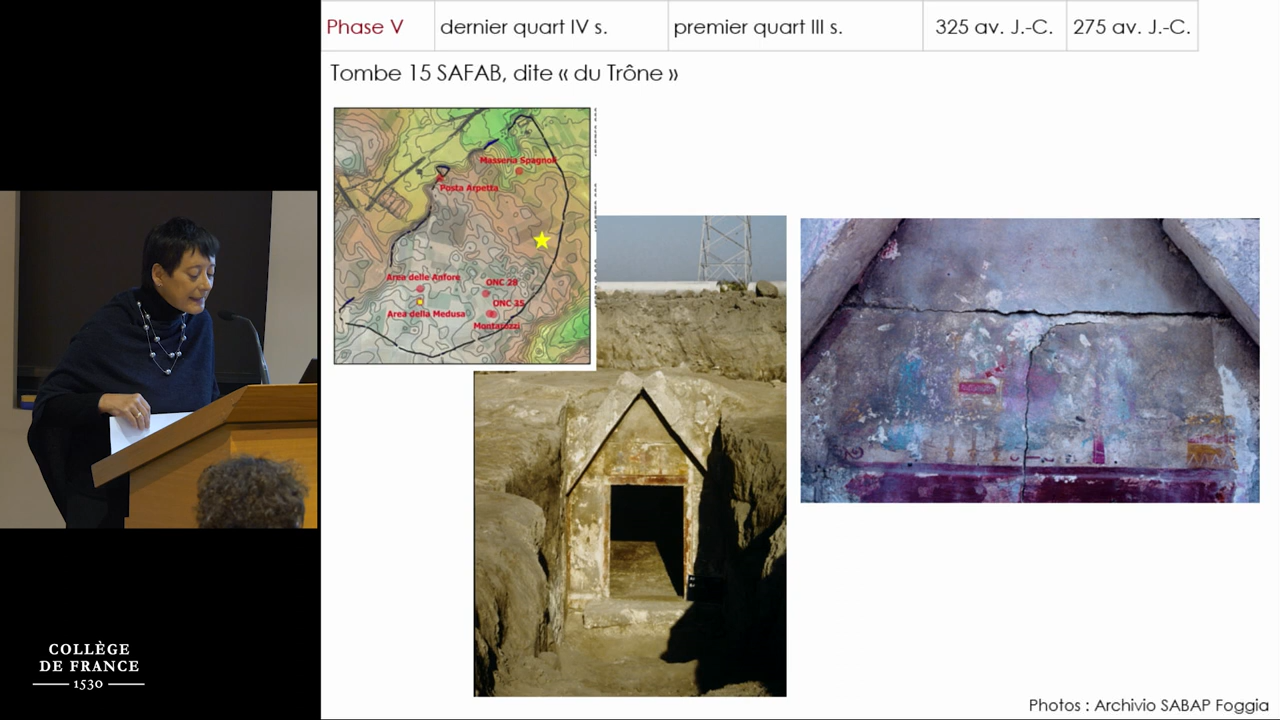 Phase V dernier quart IV s. premier quart III s. 325 av. J.-C. 275 av. J.-C.
Tombe 15 SAFAB, dite « du Trône »
Masseria Spagnoli
Posta Arpetta
Area delle Anfore
ONC 28
ONC 35
Area della Medusa
Montarozzi
COLLÈGE
DE FRANCE
1530
Photos : Archivio SABAP Foggia